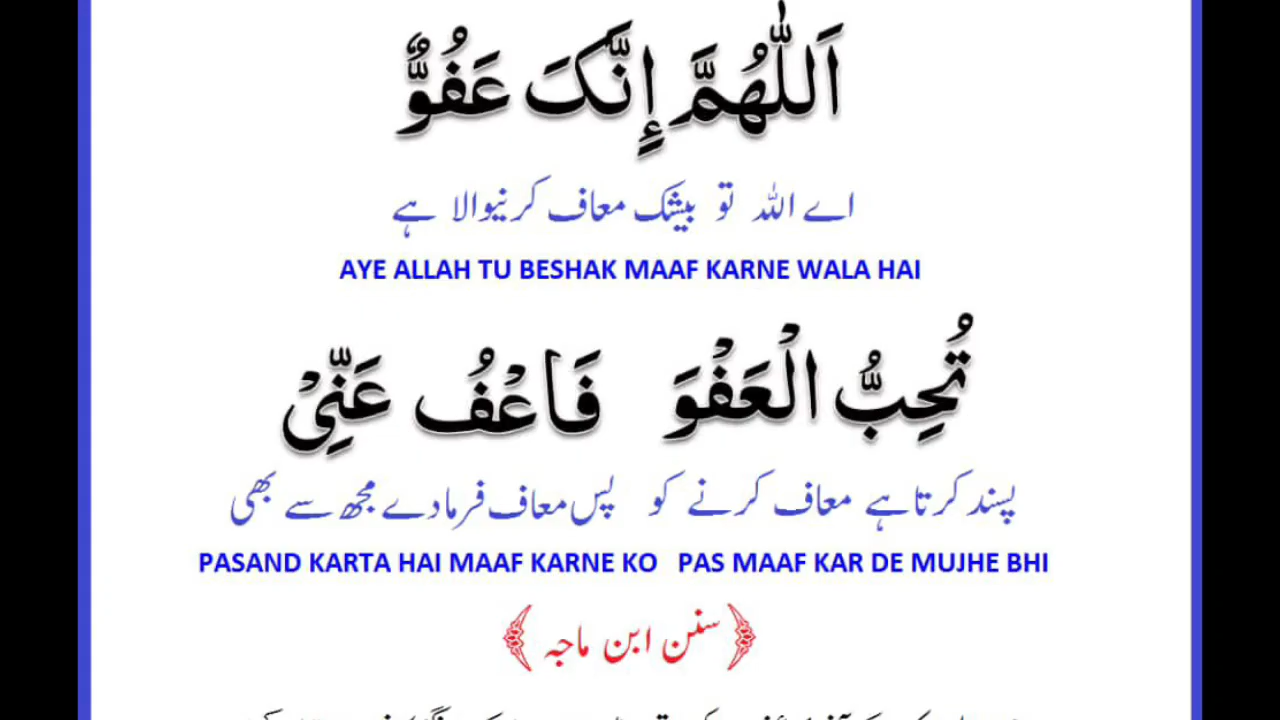 اَللّٰهُمَّ إِنَّکَ عَفُوٌّ
اے اللہ تو بیشک معاف کرنیوالا ہے
AYE ALLAH TU BESHAK MAAF KARNE WALA HAI
تُحِبُّ الْعَفْوَ فَاعْفُ عَنِّیْ
پسند کرتا ہے معاف کرنے کو پس معاف فرما دے مجھ سے بھی
PASAND KARTA HAI MAAF KARNE KO PAS MAAF KAR DE MUJHE BHI
سنن ابن ماجہ